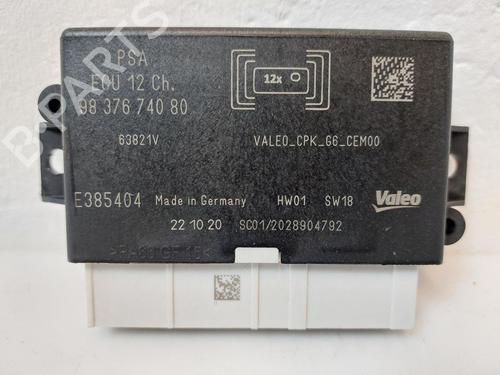 PSA
ECU 12 Ch.
98 376 740 80
12x
63821V
VALEO_CPK_G6_CEM00
E385404
Made in Germany
HW01 SW18
Valeo
22 10 20
SC01/2028904792
B-Parts